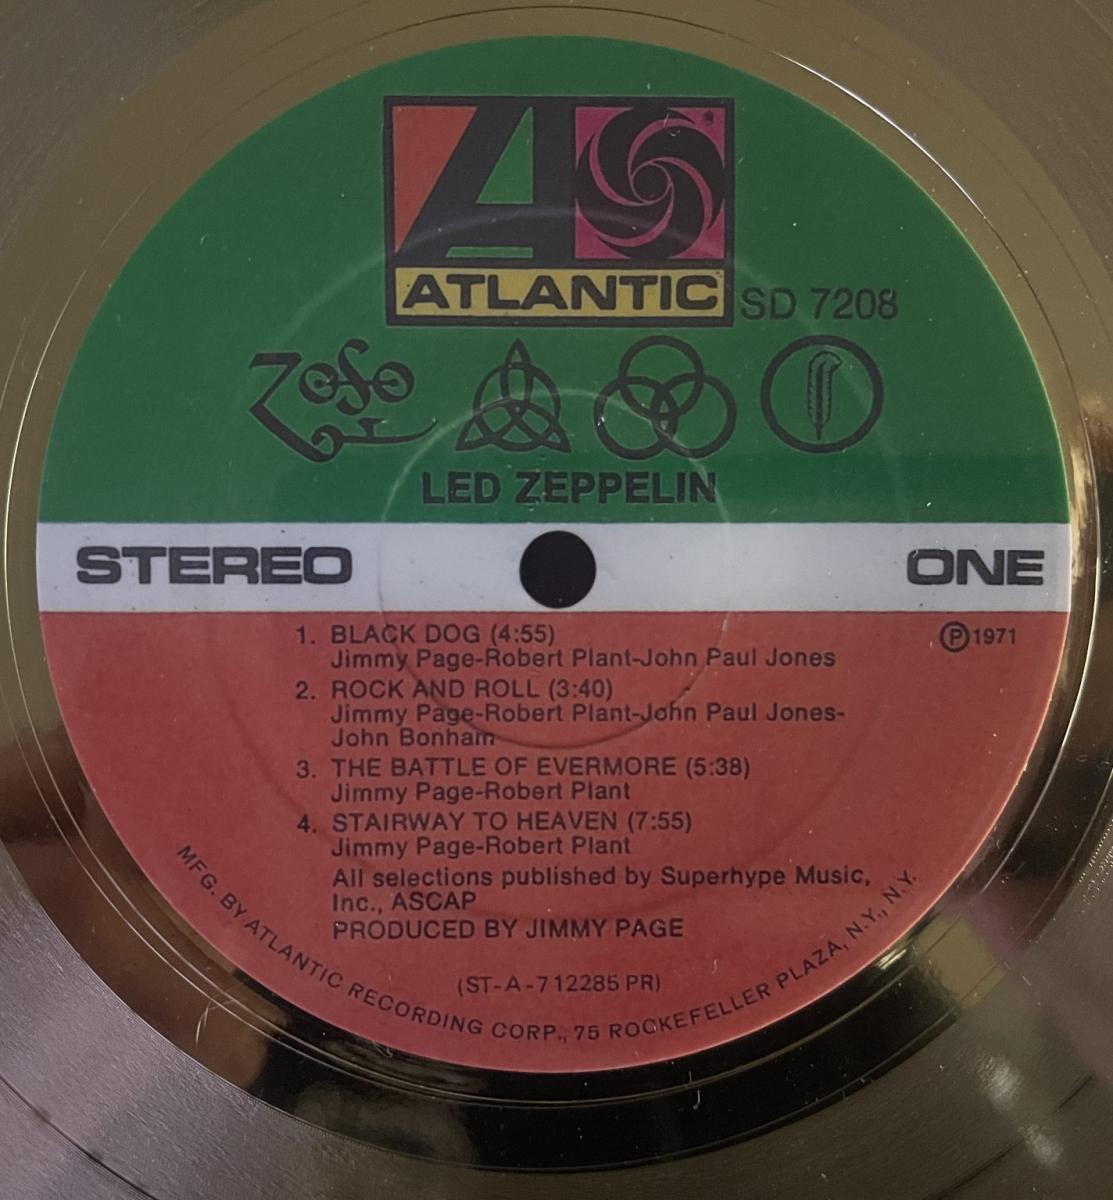 ATLANTIC
SD 7208
LED ZEPPELIN
STEREO
ONE
℗ 1971
1. BLACK DOG (4:55)
Jimmy Page-Robert Plant-John Paul Jones
2. ROCK AND ROLL (3:40)
Jimmy Page-Robert Plant-John Paul Jones-
John Bonham
3. THE BATTLE OF EVERMORE (5:38)
Jimmy Page-Robert Plant
4. STAIRWAY TO HEAVEN (7:55)
Jimmy Page-Robert Plant
All selections published by Superhype Music,
Inc., ASCAP
PRODUCED BY JIMMY PAGE
(ST-A-712285 PR)
MFG. BY ATLANTIC RECORDING CORP., 75 ROCKEFELLER PLAZA, N.Y., N.Y.